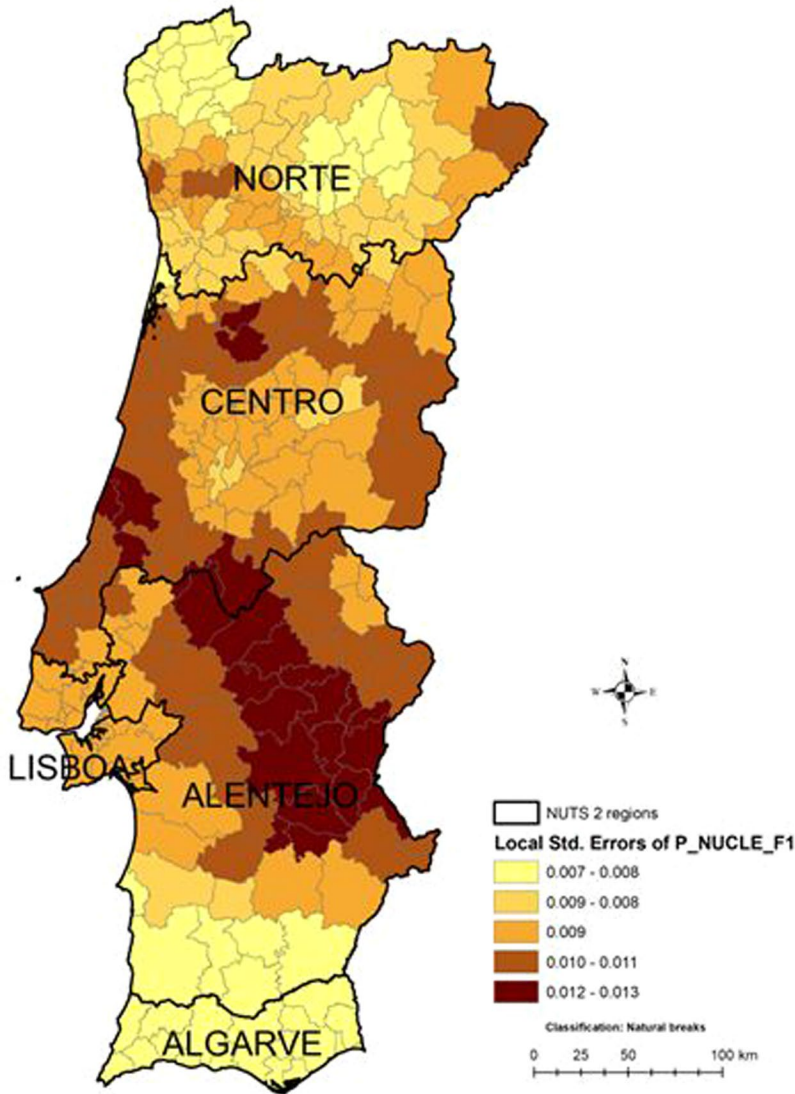 NORTE
CENTRO
LISBOA
ALENTEJO
ALGARVE
N
W E
S
NUTS 2 regions
Local Std. Errors of P_NUCLE_F1
0.007 - 0.008
0.009 - 0.008
0.009
0.010 - 0.011
0.012 - 0.013
Classification: Natural breaks
0 25 50 100 km